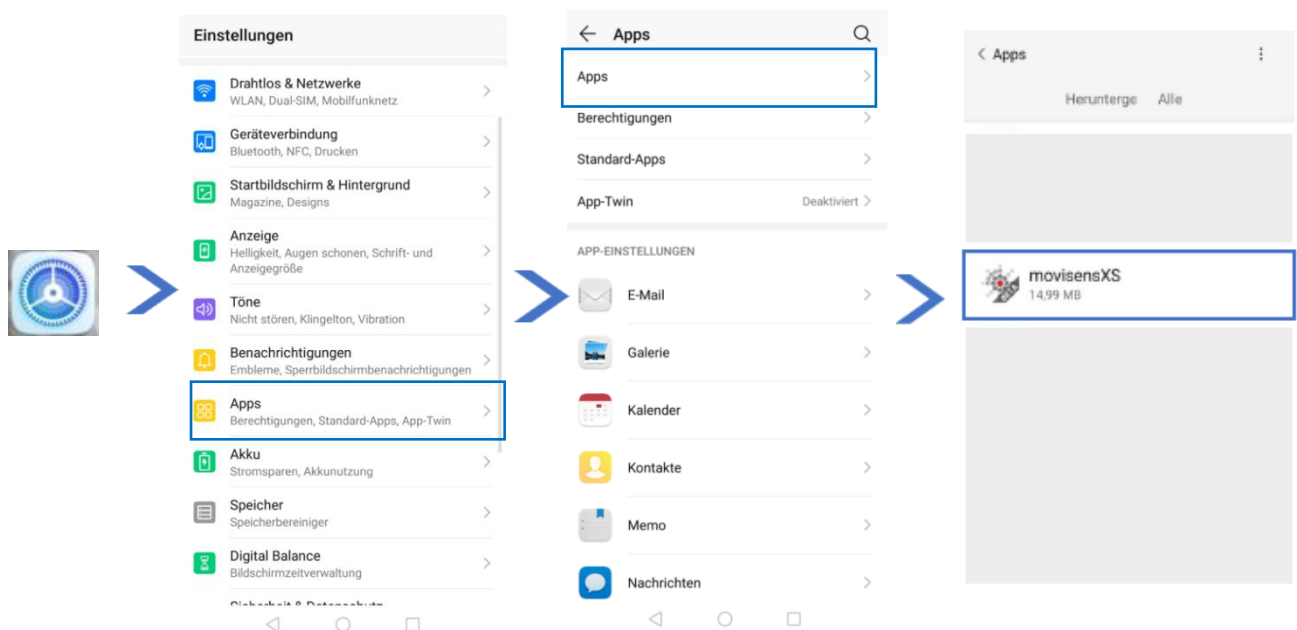 Einstellungen
Drahtlos & Netzwerke
WLAN, Dual-SIM, Mobilfunknetz
Geräteverbindung
Bluetooth, NFC, Drucken
Startbildschirm & Hintergrund
Magazine, Designs
Anzeige
Helligkeit, Augen schonen, Schrift- und
Anzeigegröße
Töne
Nicht stören, Klingelton, Vibration
Benachrichtigungen
Embleme, Sperrbildschirmbenachrichtigungen
Apps
Berechtigungen, Standard-Apps, App-Twin
Akku
Stromsparen, Akkunutzung
Speicher
Speicherbereiniger
Digital Balance
Bildschirmzeitverwaltung
Apps
Apps
Berechtigungen
Standard-Apps
App-Twin Deaktiviert
APP-EINSTELLUNGEN
E-Mail
Galerie
Kalender
Kontakte
Memo
Nachrichten
Apps
Herunterge Alle
movisensXS
14,99 MB